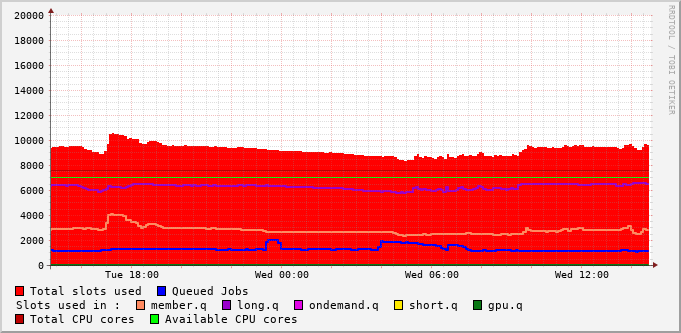 RRDTOOL / TOBI OETIKER
20000
18000
16000
14000
12000
10000
8000
6000
4000
2000
0
Tue 18:00 Wed 00:00 Wed 06:00 Wed 12:00
Total slots used Queued Jobs
Slots used in : member.q long.q ondemand.q short.q gpu.q
Total CPU cores Available CPU cores